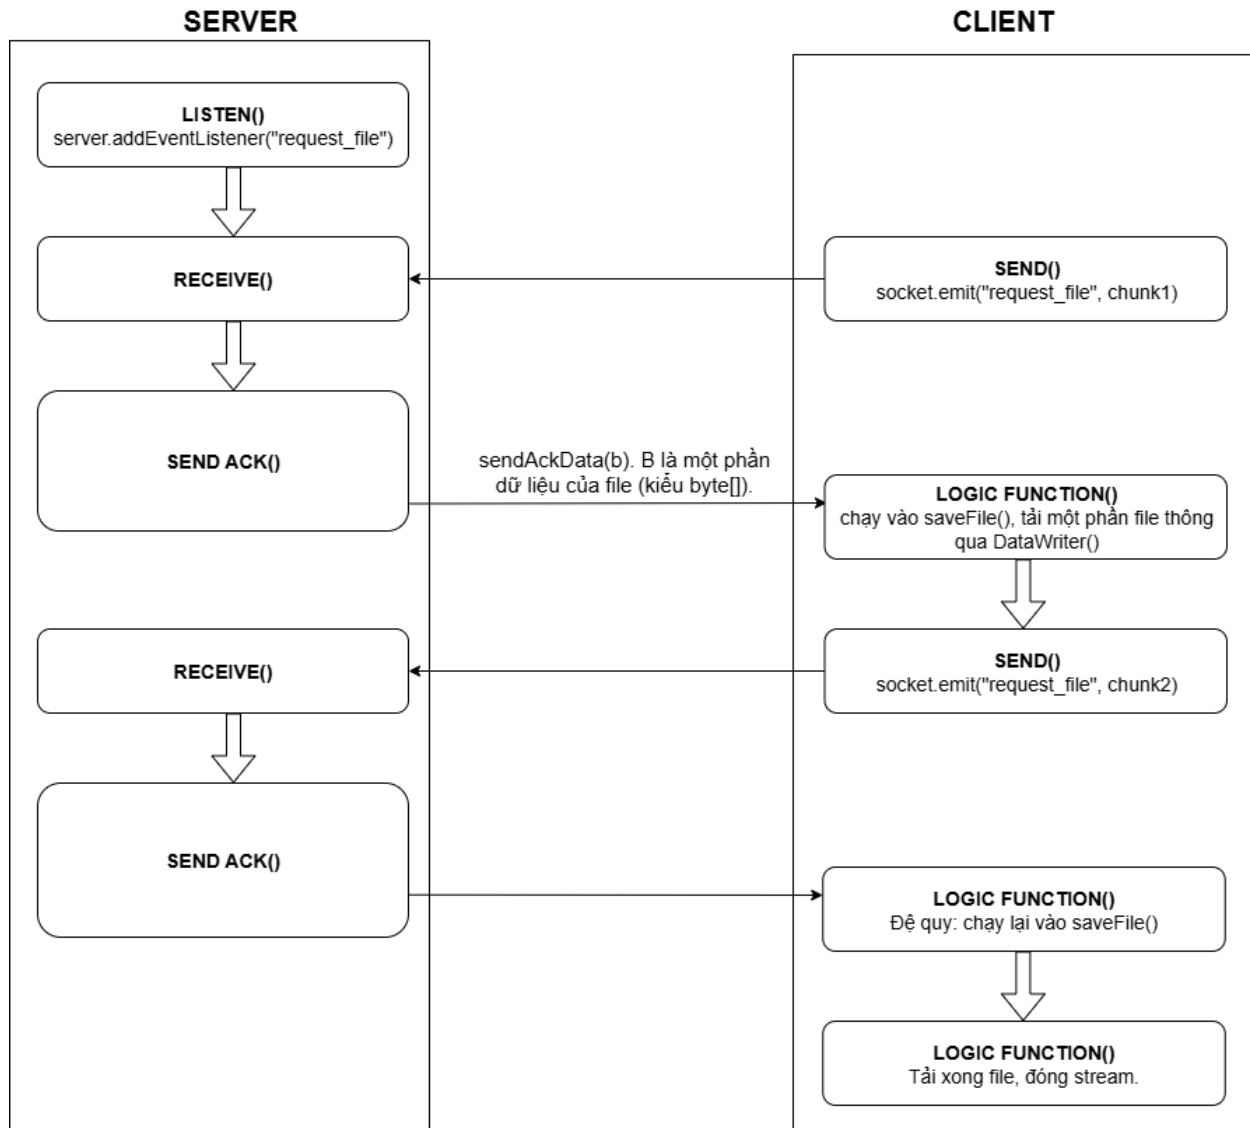 SERVER
CLIENT
LISTEN()
server.addEventListener("request_file")
RECEIVE()
SEND()
socket.emit("request_file", chunk1)
SEND ACK()
sendAckData(b). B là một phần
dữ liệu của file (kiểu byte[]).
LOGIC FUNCTION()
chạy vào saveFile(), tải một phần file thông
qua DataWriter()
RECEIVE()
SEND()
socket.emit("request_file", chunk2)
SEND ACK()
LOGIC FUNCTION()
Đệ quy: chạy lại vào saveFile()
LOGIC FUNCTION()
Tải xong file, đóng stream.